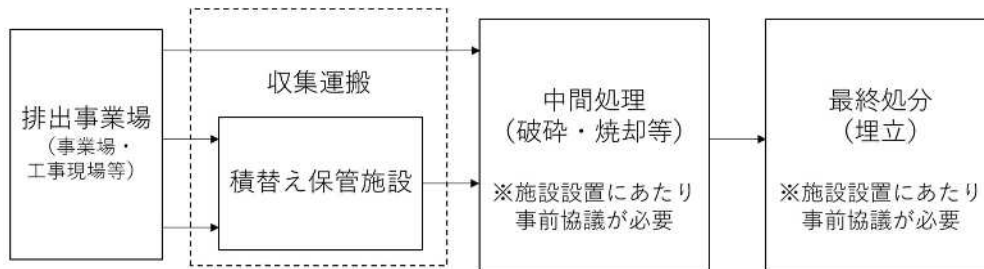 排出事業場
（事業場・
工事現場等）
収集運搬
積替え保管施設
中間処理
（破砕・焼却等）
※施設設置にあたり
事前協議が必要
最終処分
（埋立）
※施設設置にあたり
事前協議が必要